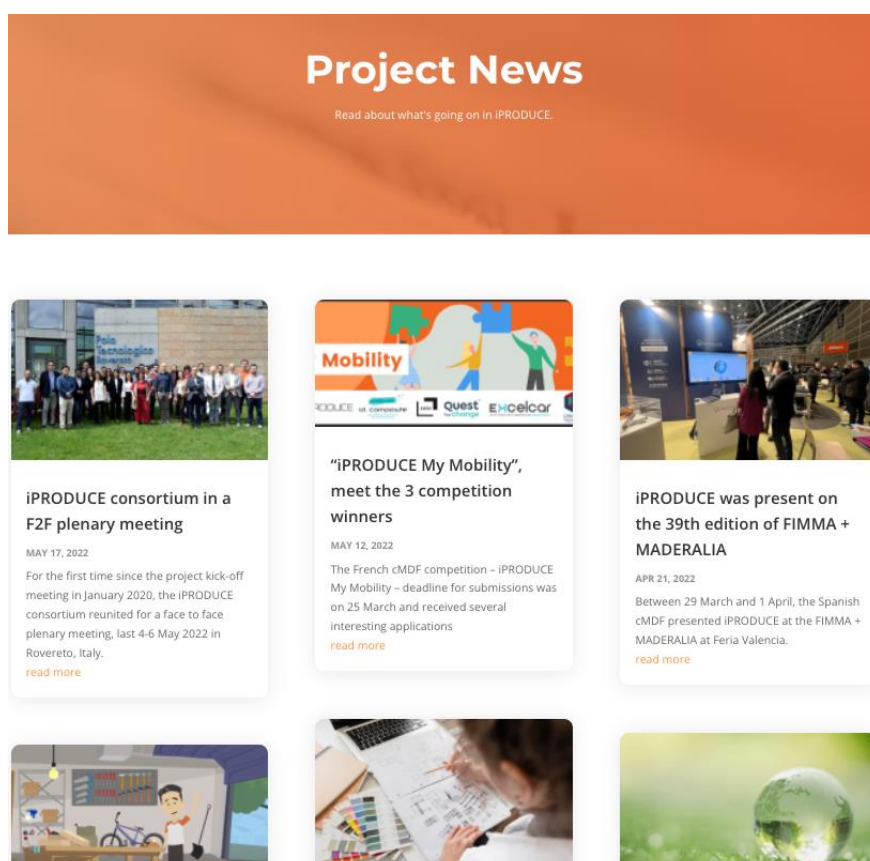 Project News
Read about what's going on in iPRODUCE.
Polo
Tecnologico
Rovereto
iPRODUCE consortium in a
F2F plenary meeting
MAY 17, 2022
For the first time since the project kick-off
meeting in January 2020, the iPRODUCE
consortium reunited for a face to face
plenary meeting, last 4-6 May 2022 in
Rovereto, Italy.
read more
Mobility
Quest
for change
EXcelcar
“iPRODUCE My Mobility”,
meet the 3 competition
winners
MAY 12, 2022
The French cMDF competition – iPRODUCE
My Mobility – deadline for submissions was
on 25 March and received several
interesting applications
read more
iPRODUCE was present on
the 39th edition of FIMMA +
MADERALIA
APR 21, 2022
Between 29 March and 1 April, the Spanish
cMDF presented iPRODUCE at the FIMMA +
MADERALIA at Feria Valencia.
read more